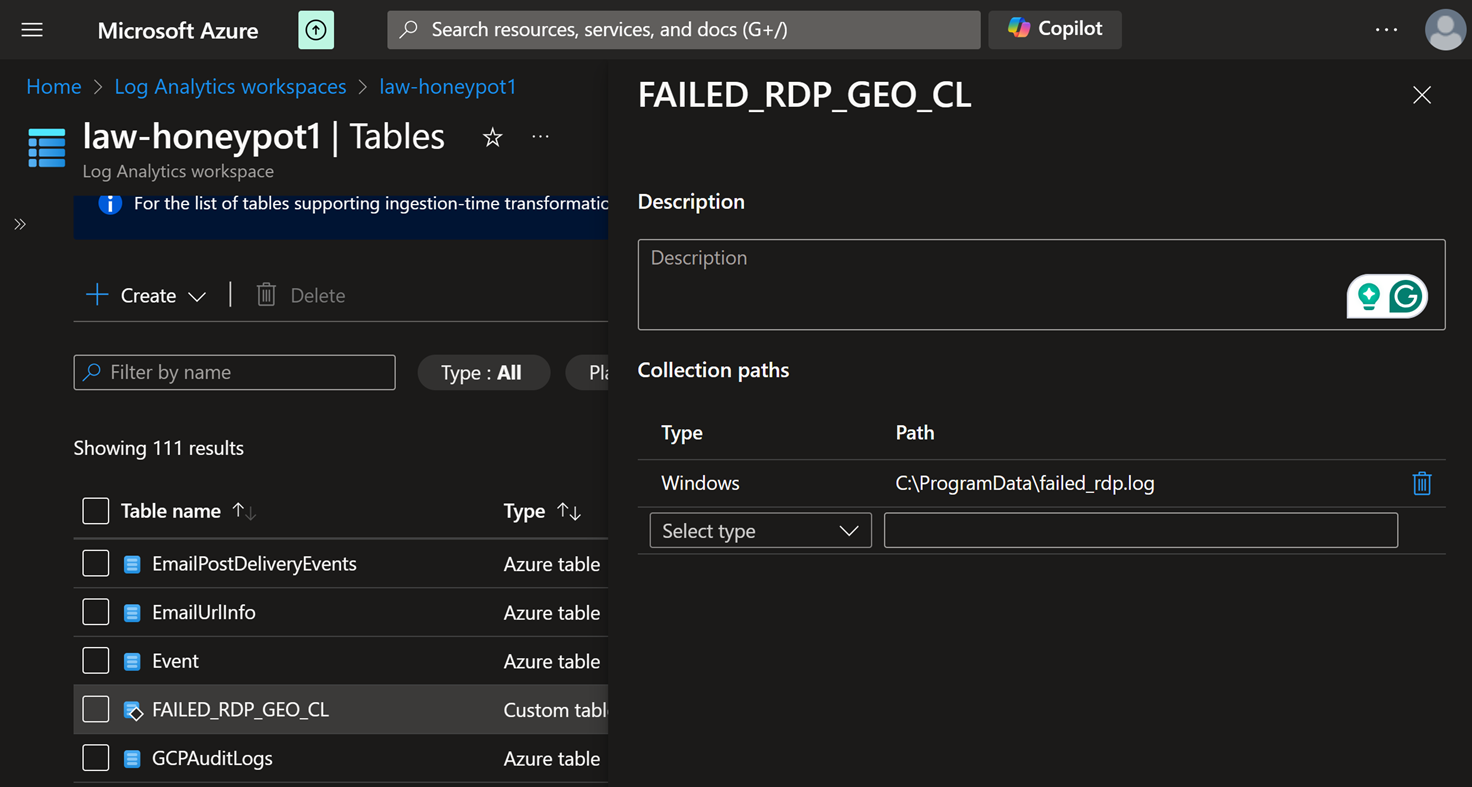 Microsoft Azure
Search resources, services, and docs (G+/)
Copilot
Home > Log Analytics workspaces > law-honeypot1
law-honeypot1 | Tables
Log Analytics workspace
For the list of tables supporting ingestion-time transformatio
Create
Delete
Filter by name
Type : All
Pla
Showing 111 results
Table name Type
EmailPostDeliveryEvents Azure table
EmailUrlInfo Azure table
Event Azure table
FAILED_RDP_GEO_CL Custom table
GCPAuditLogs Azure table
FAILED_RDP_GEO_CL
Description
Description
Collection paths
Type Path
Windows C:\ProgramData\failed_rdp.log
Select type